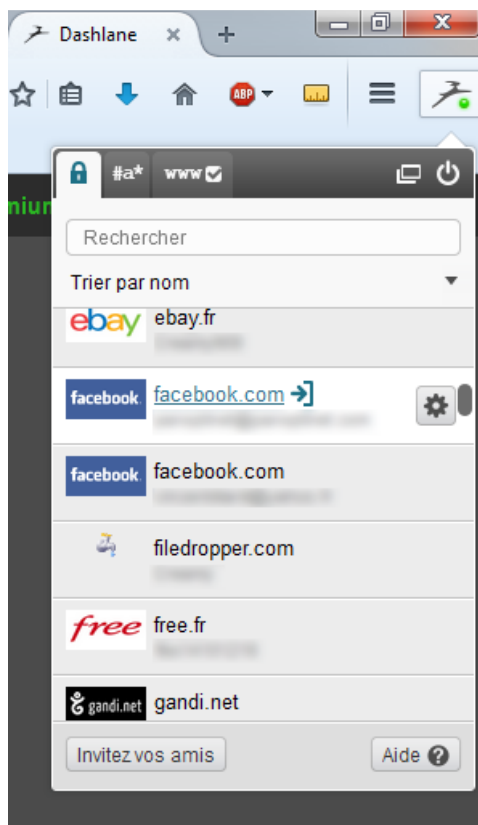 Dashlane
ABP
#a* www
mium
Rechercher
Trier par nom
ebay ebay.fr
facebook facebook.com
facebook facebook.com
filedropper.com
free free.fr
gandi.net gandi.net
Invitez vos amis Aide ?